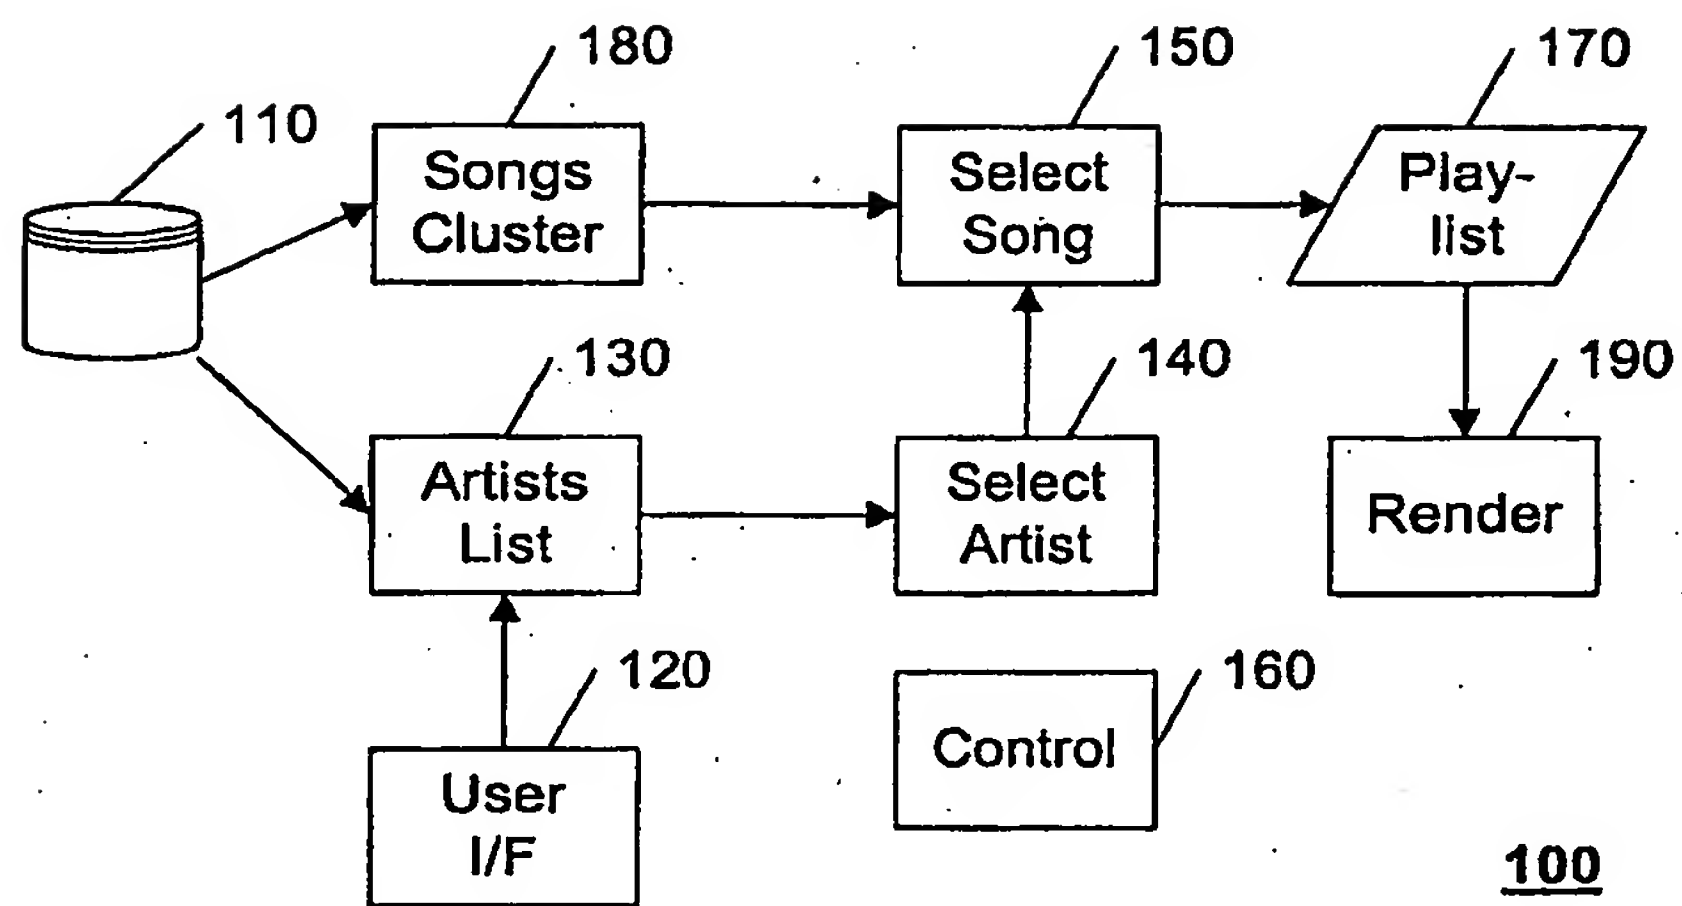 180
150
170
110
Songs
Cluster
Select
Song
Play-
list
130
140
190
Artists
List
Select
Artist
Render
120
160
User
I/F
Control
100